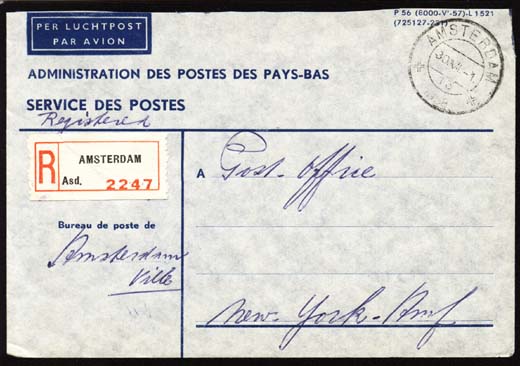 PER LUCHTPOST
PAR AVION
P 56 (6000-'V'-57)-L 1521
AMSTERDAM
ADMINISTRATION DES POSTES DES PAYS-BAS
SERVICE DES POSTES
Registered
R
AMSTERDAM
Asd. 2247
A Post-Office
Bureau de poste de
Amsterdam
Ville
New-York-Amf